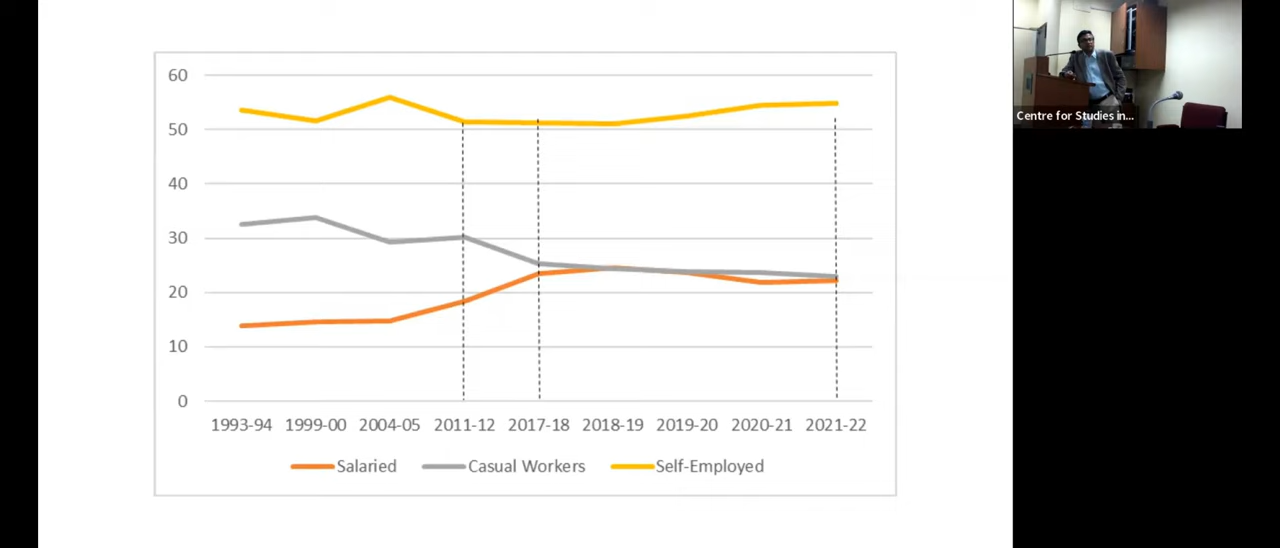 60
50
40
30
20
10
0
1993-94 1999-00 2004-05 2011-12 2017-18 2018-19 2019-20 2020-21 2021-22
Salaried Casual Workers Self-Employed
Centre for Studies in...